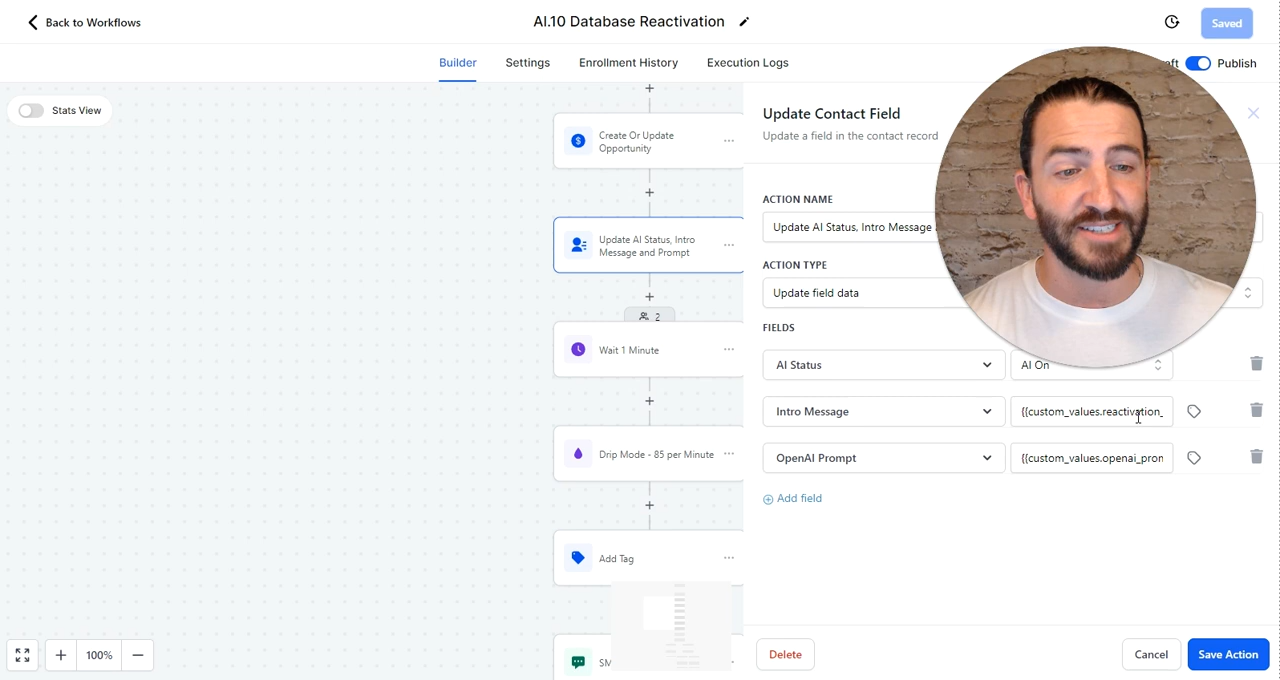 Back to Workflows
AI.10 Database Reactivation
Saved
Builder
Settings
Enrollment History
Execution Logs
Publish
Stats View
Create Or Update
Opportunity
Update AI Status, Intro
Message and Prompt
2
Wait 1 Minute
Drip Mode - 85 per Minute
Add Tag
100%
Update Contact Field
Update a field in the contact record
ACTION NAME
Update AI Status, Intro Message
ACTION TYPE
Update field data
FIELDS
AI Status
AI On
Intro Message
{{custom_values.reactivation_
OpenAI Prompt
{{custom_values.openai_pron
Add field
Delete
Cancel
Save Action